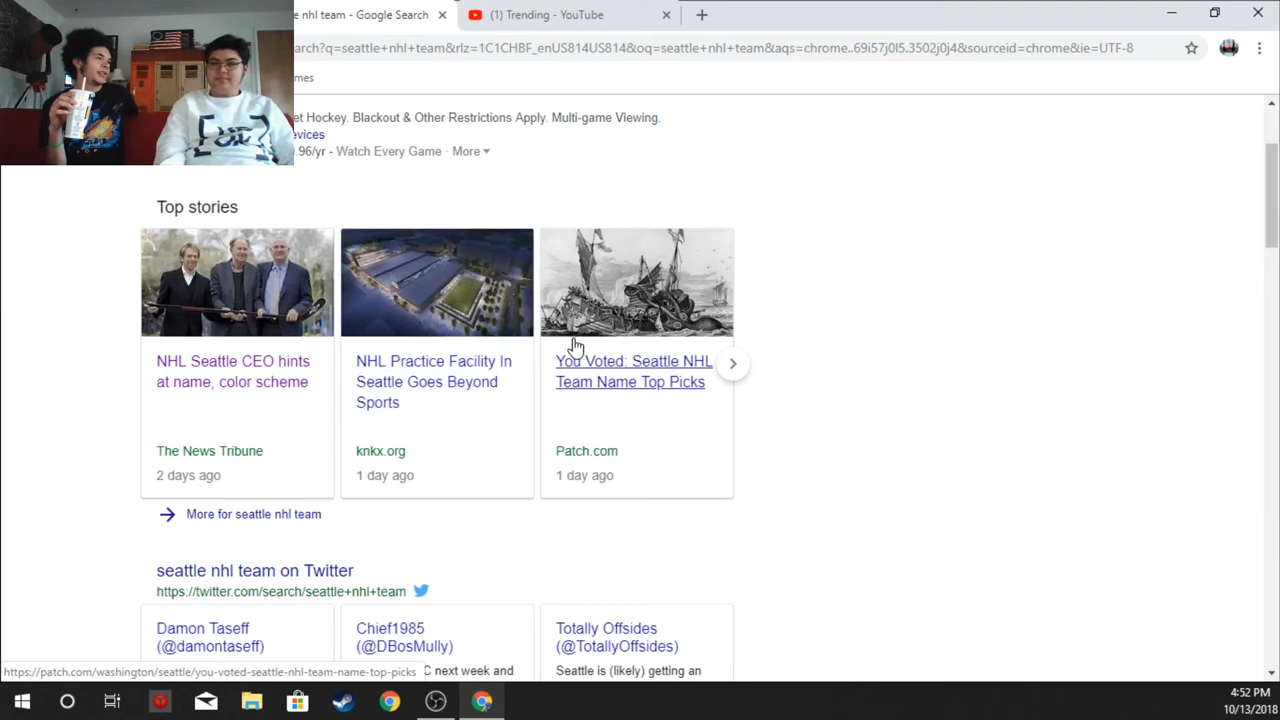 e nhl team - Google Search
(1) Trending - YouTube
earch?q=seattle+nhl+team&rlz=1C1CHBF_enUS814US814&oq=seattle+nhl+team&aqs=chrome..69i57j0l5.3502j0j4&sourceid=chrome&ie=UTF-8
mes
et Hockey. Blackout & Other Restrictions Apply. Multi-game Viewing.
evices
.96/yr - Watch Every Game · More
Top stories
NHL Seattle CEO hints
at name, color scheme
The News Tribune
2 days ago
NHL Practice Facility In
Seattle Goes Beyond
Sports
knkx.org
1 day ago
You Voted: Seattle NHL
Team Name Top Picks
Patch.com
1 day ago
More for seattle nhl team
seattle nhl team on Twitter
https://twitter.com/search/seattle+nhl+team
Damon Taseff
(@damontaseff)
Chief1985
(@DBosMully)
C next week and
Totally Offsides
(@TotallyOffsides)
Seattle is (likely) getting an
https://patch.com/washington/seattle/you-voted-seattle-nhl-team-name-top-picks
4:52 PM
10/13/2018